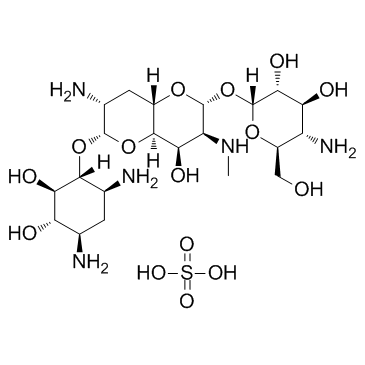 OH
H₂N H O O H OH
O O NH NH₂
HO NH₂ H OH OH
HO
NH₂ O
HO S OH
O